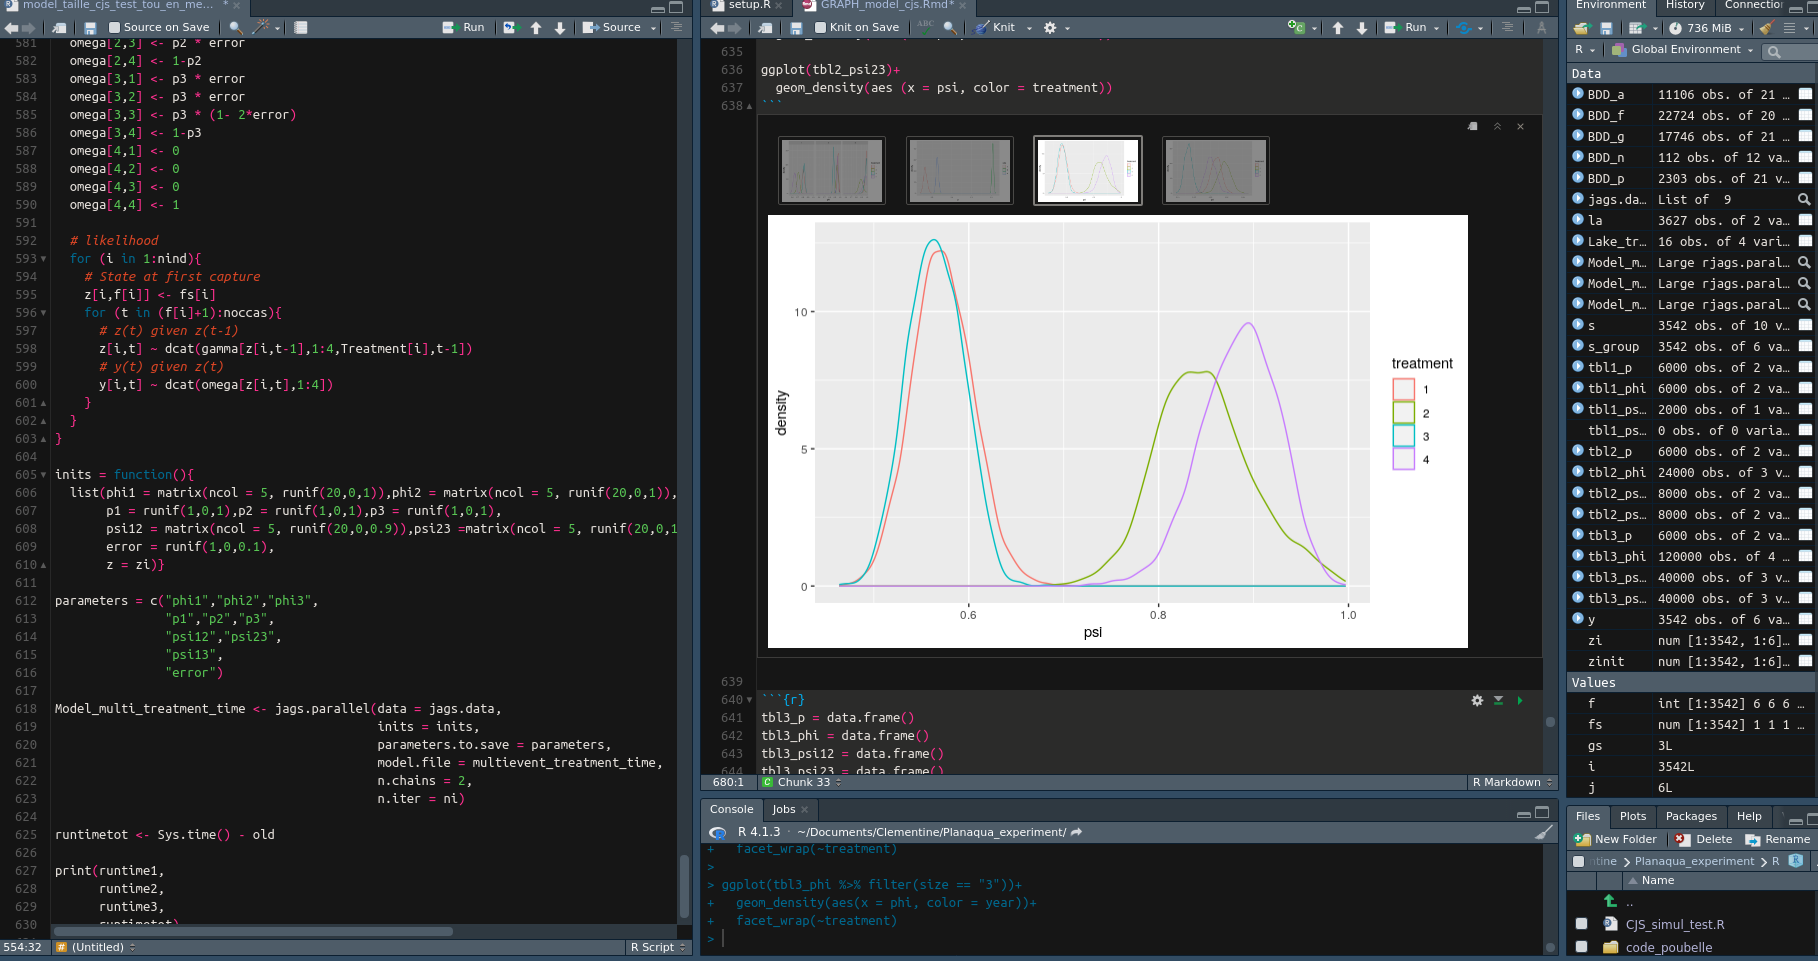 model_taille_cjs_test_tou_en_me... *
Source on Save
Run
Source
581 omega[2,3] <- p2 * error
582 omega[2,4] <- 1-p2
583 omega[3,1] <- p3 * error
584 omega[3,2] <- p3 * error
585 omega[3,3] <- p3 * (1- 2*error)
586 omega[3,4] <- 1-p3
587 omega[4,1] <- 0
588 omega[4,2] <- 0
589 omega[4,3] <- 0
590 omega[4,4] <- 1
591
592 # likelihood
593 for (i in 1:nind){
594 # State at first capture
595 z[i,f[i]] <- fs[i]
596 for (t in (f[i]+1):noccas){
597 # z(t) given z(t-1)
598 z[i,t] ~ dcat(gamma[z[i,t-1],1:4,Treatment[i],t-1])
599 # y(t) given z(t)
600 y[i,t] ~ dcat(omega[z[i,t],1:4])
601 }
602 }
603 }
604
605 inits = function(){
606 list(phi1 = matrix(ncol = 5, runif(20,0,1)),phi2 = matrix(ncol = 5, runif(20,0,1)),
607 p1 = runif(1,0,1),p2 = runif(1,0,1),p3 = runif(1,0,1),
608 psi12 = matrix(ncol = 5, runif(20,0,0.9)),psi23 =matrix(ncol = 5, runif(20,0,1
609 error = runif(1,0,0.1),
610 z = zi)}
611
612 parameters = c("phi1","phi2","phi3",
613 "p1","p2","p3",
614 "psi12","psi23",
615 "psi13",
616 "error")
617
618 Model_multi_treatment_time <- jags.parallel(data = jags.data,
619 inits = inits,
620 parameters.to.save = parameters,
621 model.file = multievent_treatment_time,
622 n.chains = 2,
623 n.iter = ni)
624
625 runtimetot <- Sys.time() - old
626
627 print(runtime1,
628 runtime2,
629 runtime3,
630 runtimetot)
554:32 # (Untitled) R Script
setup.R GRAPH_model_cjs.Rmd*
Knit on Save ABC Knit Run
635
636 ggplot(tbl2_psi23)+
637 geom_density(aes (x = psi, color = treatment))
638 ```
10
5
0
density
0.6 0.8 1.0
psi
treatment
1
2
3
4
639
640 ```{r}
641 tbl3_p = data.frame()
642 tbl3_phi = data.frame()
643 tbl3_psi12 = data.frame()
644 tbl3_psi23 = data.frame()
680:1 C Chunk 33 R Markdown
Console Jobs
R 4.1.3 · ~/Documents/Clementine/Planaqua_experiment/
+ facet_wrap(~treatment)
>
> ggplot(tbl3_phi %>% filter(size == "3"))+
+ geom_density(aes(x = phi, color = year))+
+ facet_wrap(~treatment)
>
Environment History Connectio
736 MiB
R Global Environment
Data
BDD_a 11106 obs. of 21 …
BDD_f 22724 obs. of 20 …
BDD_g 17746 obs. of 21 …
BDD_n 112 obs. of 12 va…
BDD_p 2303 obs. of 21 v…
jags.da… List of 9
la 3627 obs. of 2 va…
Lake_tr… 16 obs. of 4 vari…
Model_m… Large rjags.paral…
Model_m… Large rjags.paral…
Model_m… Large rjags.paral…
s 3542 obs. of 10 v…
s_group 3542 obs. of 6 va…
tbl1_p 6000 obs. of 2 va…
tbl1_phi 6000 obs. of 2 va…
tbl1_ps… 2000 obs. of 1 va…
tbl1_ps… 0 obs. of 0 varia…
tbl2_p 6000 obs. of 2 va…
tbl2_phi 24000 obs. of 3 v…
tbl2_ps… 8000 obs. of 2 va…
tbl2_ps… 8000 obs. of 2 va…
tbl3_p 6000 obs. of 2 va…
tbl3_phi 120000 obs. of 4 …
tbl3_ps… 40000 obs. of 3 v…
tbl3_ps… 40000 obs. of 3 v…
y 3542 obs. of 6 va…
zi num [1:3542, 1:6]…
zinit num [1:3542, 1:6]…
Values
f int [1:3542] 6 6 6 …
fs num [1:3542] 1 1 1 …
gs 3L
i 3542L
j 6L
Files Plots Packages Help
New Folder Delete Rename
ntine Planaqua_experiment R
Name
..
CJS_simul_test.R
code_poubelle